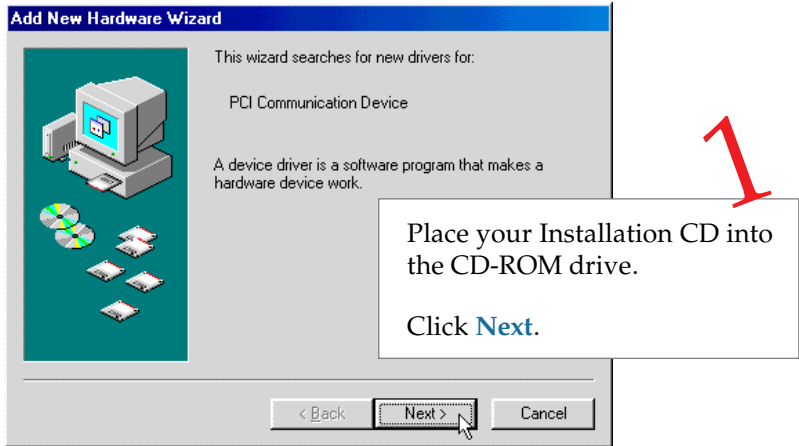 Add New Hardware Wizard
This wizard searches for new drivers for:
PCI Communication Device
A device driver is a software program that makes a
hardware device work.
1
Place your Installation CD into
the CD-ROM drive.
Click Next.
< Back
Next >
Cancel